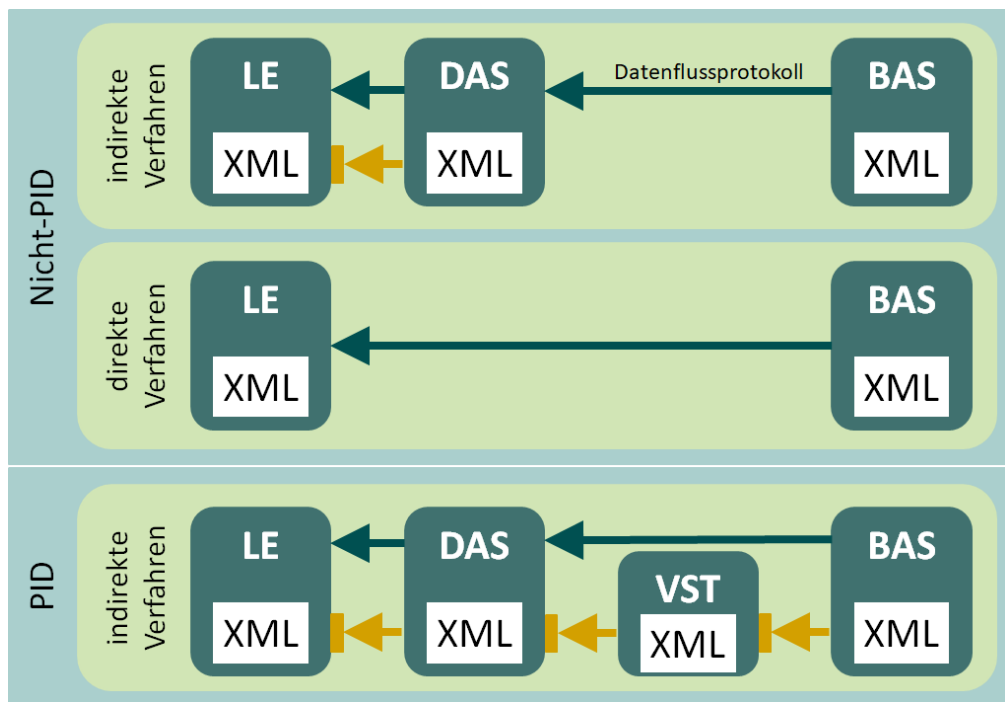 Nicht-PID
indirekte
Verfahren
LE
XML
DAS
XML
Datenflussprotokoll
BAS
XML
direkte
Verfahren
LE
XML
BAS
XML
PID
indirekte
Verfahren
LE
XML
DAS
XML
VST
XML
BAS
XML